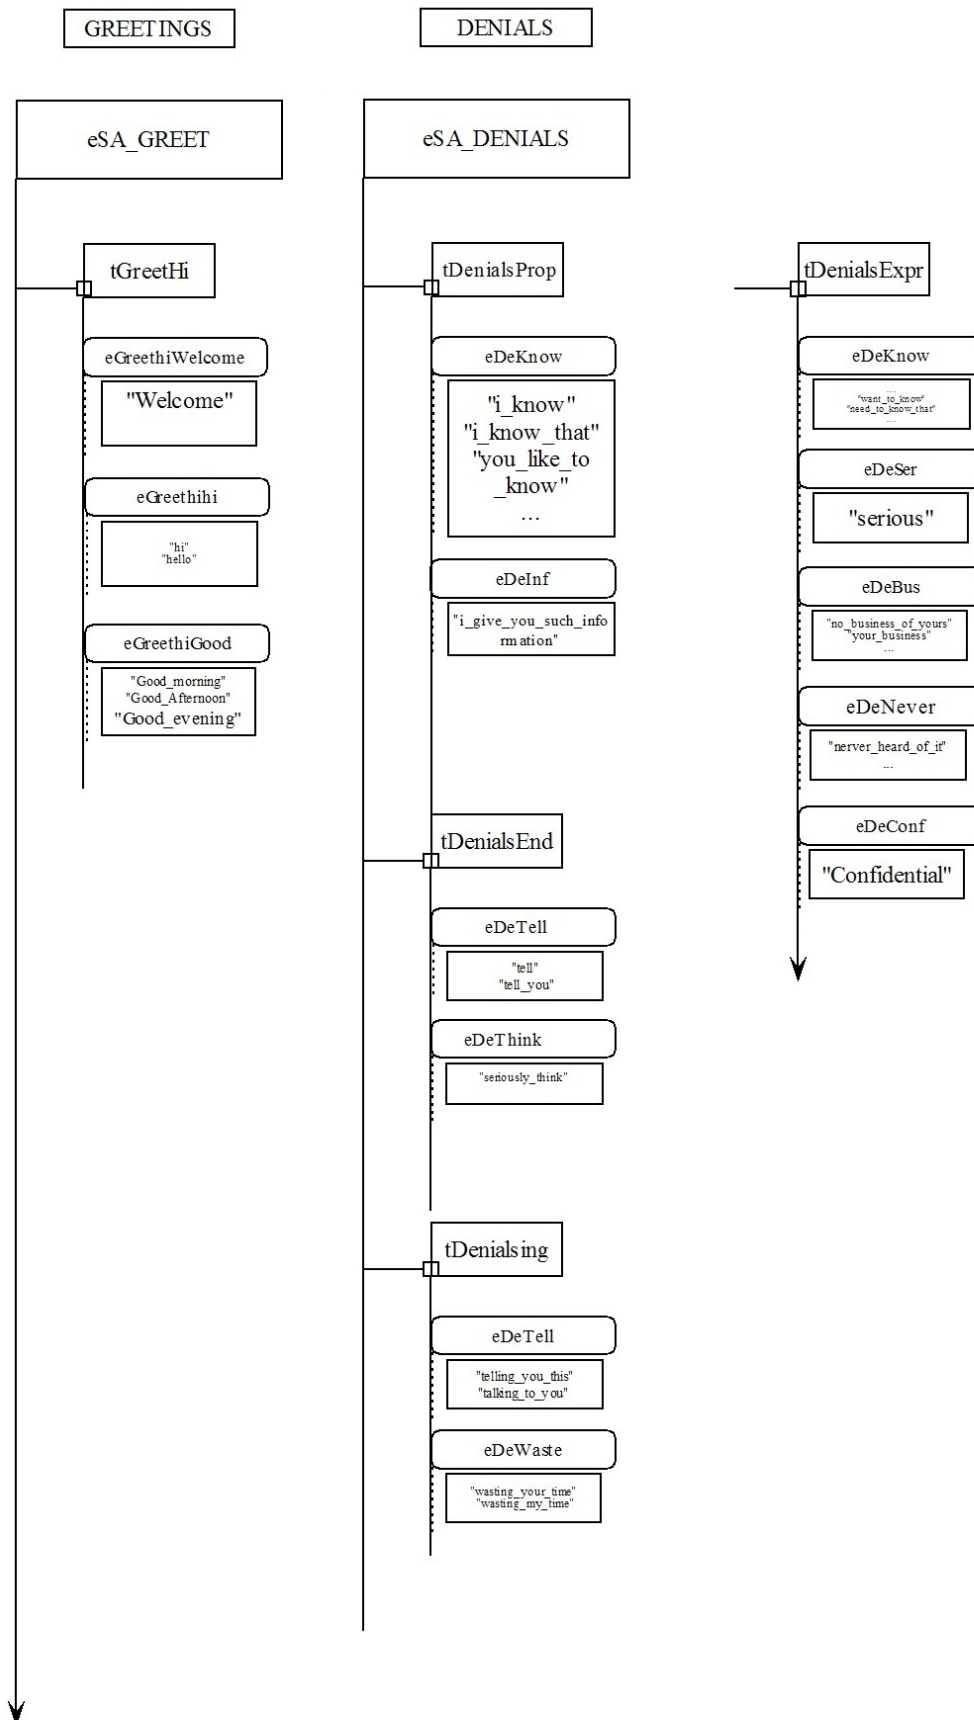 GREETINGS
DENIALS
eSA_GREET
eSA_DENIALS
tGreetHi
eGreethiWelcome
"Welcome"
eGreethihi
"hi"
"hello"
eGreethiGood
"Good_morning"
"Good_Afternoon"
"Good_evening"
tDenialsProp
eDeKnow
"i_know"
"i_know_that"
"you_like_to
_know"
...
eDeInf
"i_give_you_such_info
rmation"
tDenialsEnd
eDeTell
"tell"
"tell_you"
eDeThink
"seriously_think"
tDenialsing
eDeTell
"telling_you_this"
"talking_to_you"
eDeWaste
"wasting_your_time"
"wasting_my_time"
tDenialsExpr
eDeKnow
...
"want_to_know"
"need_to_know_that"
...
eDeSer
"serious"
eDeBus
"no_business_of_yours"
"your_business"
...
eDeNever
"nerver_heard_of_it"
...
eDeConf
"Confidential"